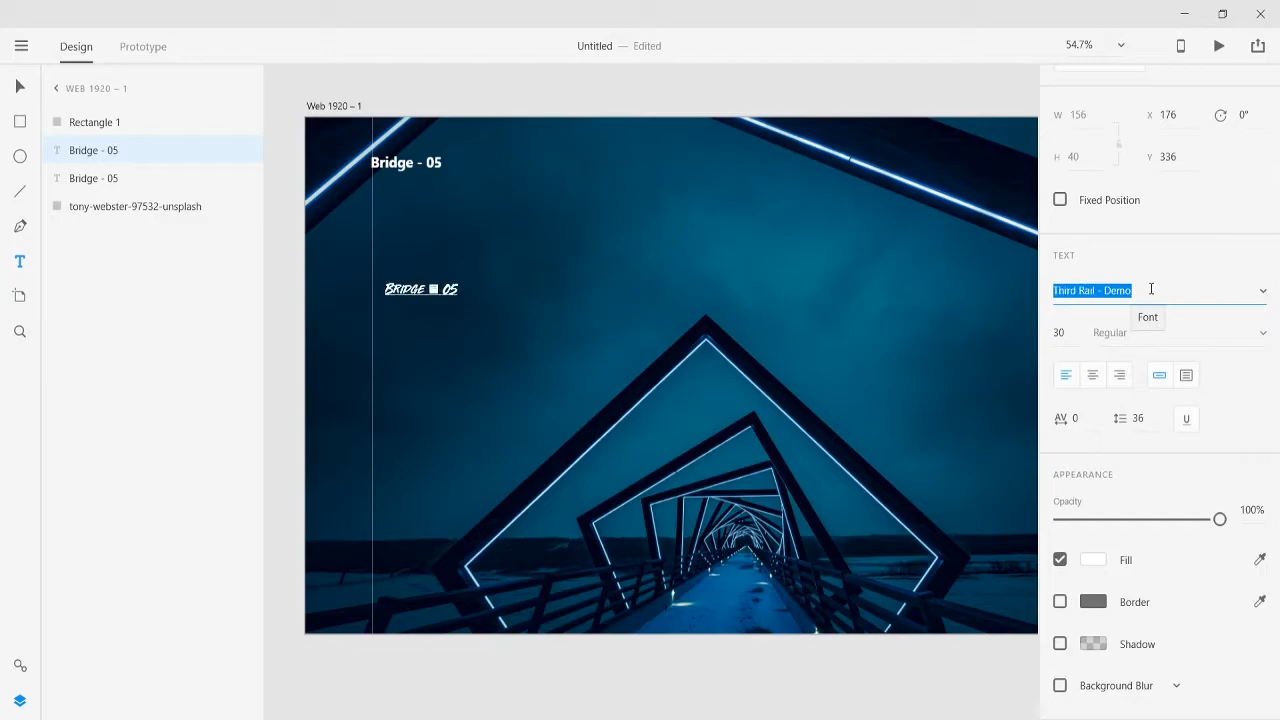 Design
Prototype
Untitled — Edited
54.7%
WEB 1920 – 1
Rectangle 1
Bridge - 05
Bridge - 05
tony-webster-97532-unsplash
Web 1920 – 1
Bridge - 05
Bridge 05
W 156
X 176
0°
H 40
Y 336
Fixed Position
TEXT
Third Rail - Demo
Font
30
Regular
AV 0
36
U
APPEARANCE
Opacity
100%
Fill
Border
Shadow
Background Blur